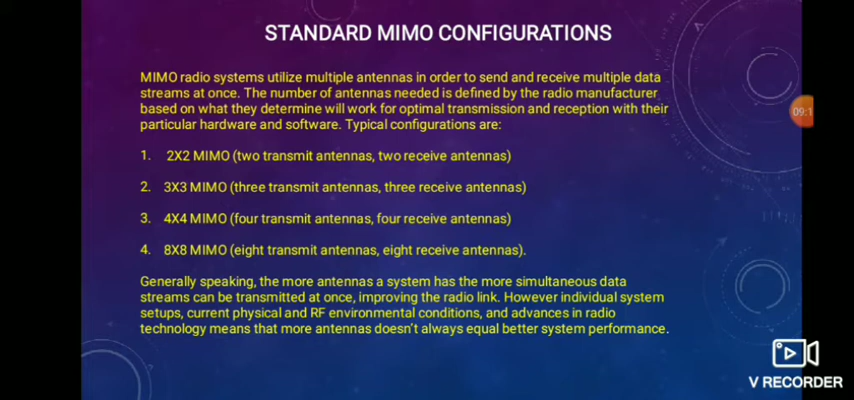 STANDARD MIMO CONFIGURATIONS
MIMO radio systems utilize multiple antennas in order to send and receive multiple data
streams at once. The number of antennas needed is defined by the radio manufacturer
based on what they determine will work for optimal transmission and reception with their
particular hardware and software. Typical configurations are:
1. 2X2 MIMO (two transmit antennas, two receive antennas)
2. 3X3 MIMO (three transmit antennas, three receive antennas)
3. 4X4 MIMO (four transmit antennas, four receive antennas)
4. 8X8 MIMO (eight transmit antennas, eight receive antennas).
Generally speaking, the more antennas a system has the more simultaneous data
streams can be transmitted at once, improving the radio link. However individual system
setups, current physical and RF environmental conditions, and advances in radio
technology means that more antennas doesn't always equal better system performance.
09:1
V RECORDER